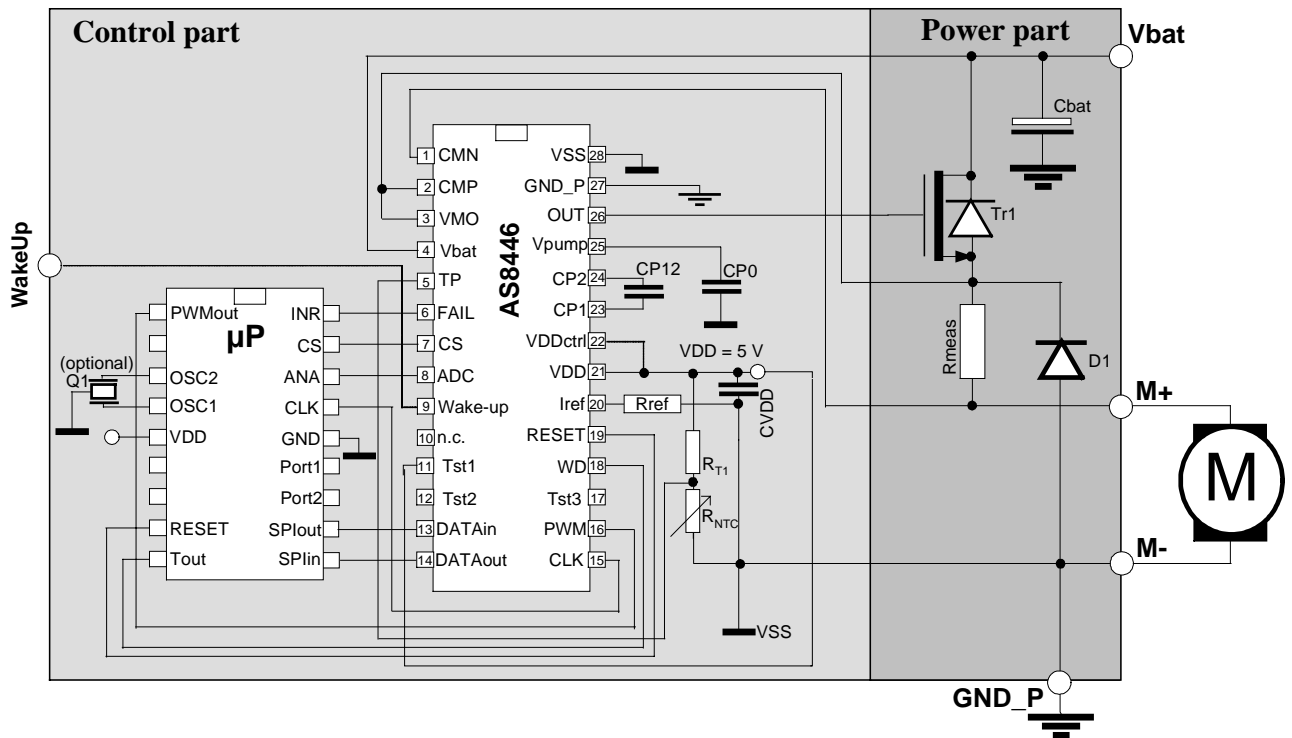 Control part
Power part
Vbat
Cbat
Tr1
Rmeas
D1
M+
M
M-
GND_P
WakeUp
AS8446
1 CMN
2 CMP
3 VMO
4 Vbat
5 TP
6 FAIL
7 CS
8 ADC
9 Wake-up
10 n.c.
11 Tst1
12 Tst2
13 DATAin
14 DATAout
VSS 28
GND_P 27
OUT 26
Vpump 25
CP2 24
CP1 23
VDDctrl 22
VDD 21
Iref 20
RESET 19
WD 18
Tst3 17
PWM 16
CLK 15
CP12
CP0
VDD = 5 V
Rref
CVDD
RT1
RNTC
VSS
µP
PWMout
OSC2
OSC1
VDD
RESET
Tout
INR
CS
ANA
CLK
GND
Port1
Port2
SPIout
SPIin
(optional)
Q1